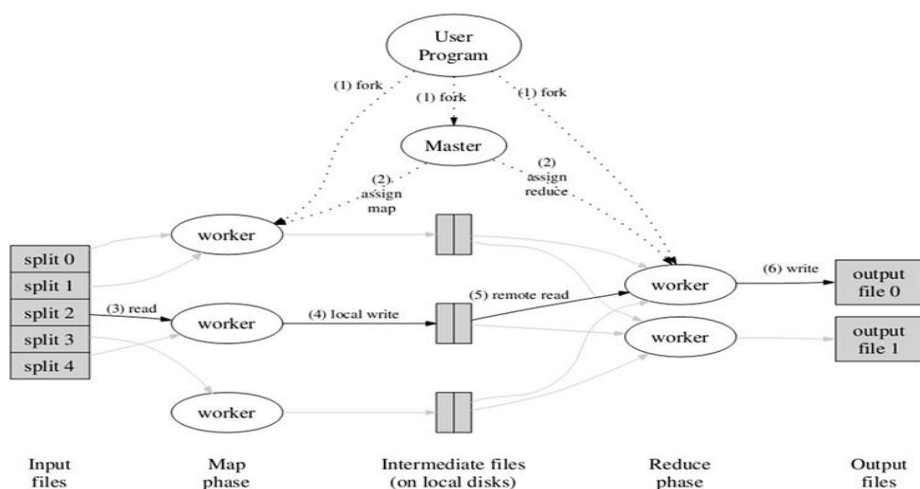 User
Program
(1) fork
(1) fork
(1) fork
Master
(2)
assign
map
(2)
assign
reduce
worker
split 0
split 1
split 2
split 3
split 4
(3) read
worker
(4) local write
(5) remote read
worker
(6) write
output
file 0
worker
output
file 1
worker
Input
files
Map
phase
Intermediate files
(on local disks)
Reduce
phase
Output
files